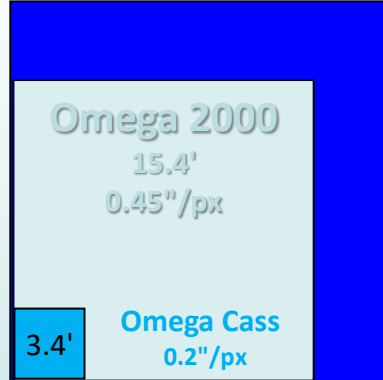 Omega 2000
15.4'
0.45"/px
Omega Cass
3.4'
0.2"/px